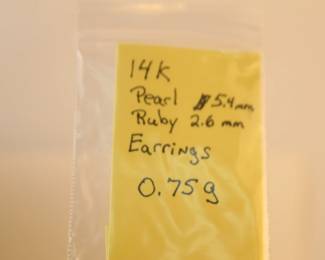 14K
Pearl 5.4mm
Ruby 2.6 mm
Earrings
0.75g